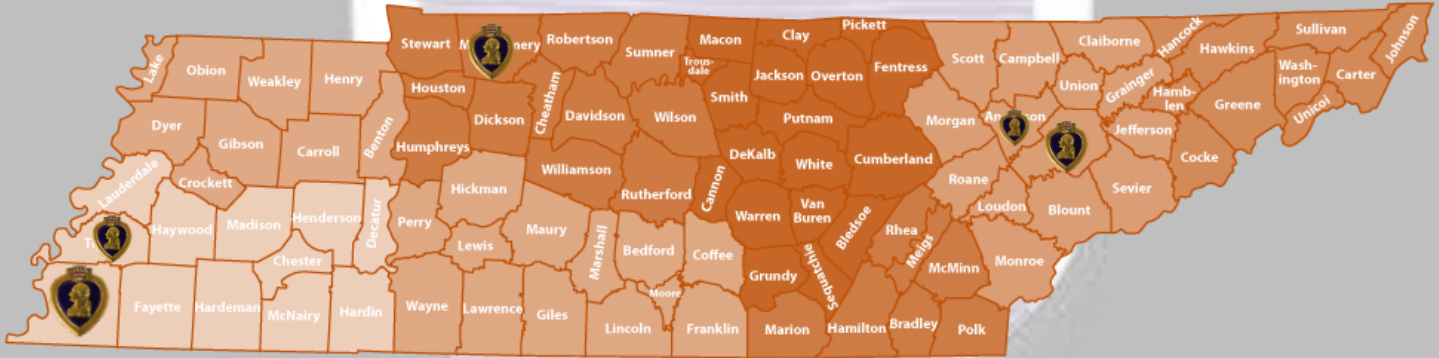 Stewart
Robertson
Sumner
Macon
Clay
Pickett
Scott
Campbell
Claiborne
Hancock
Hawkins
Sullivan
Johnson
Lake
Obion
Weakley
Henry
Houston
Trous-
dale
Jackson
Overton
Fentress
Union
Grainger
Hamb-
len
Wash-
ington
Carter
Greene
Unicoi
Dyer
Gibson
Carroll
Benton
Humphreys
Dickson
Cheatham
Davidson
Wilson
Smith
Putnam
Morgan
Jefferson
Cocke
Lauderdale
Crockett
Williamson
Rutherford
Cannon
DeKalb
White
Cumberland
Roane
Loudon
Blount
Sevier
Haywood
Madison
Henderson
Decatur
Perry
Hickman
Lewis
Maury
Marshall
Bedford
Coffee
Warren
Van
Buren
Bledsoe
Rhea
Meigs
McMinn
Monroe
Chester
Moore
Grundy
Sequatchie
Fayette
Hardeman
McNairy
Hardin
Wayne
Lawrence
Giles
Lincoln
Franklin
Marion
Hamilton
Bradley
Polk